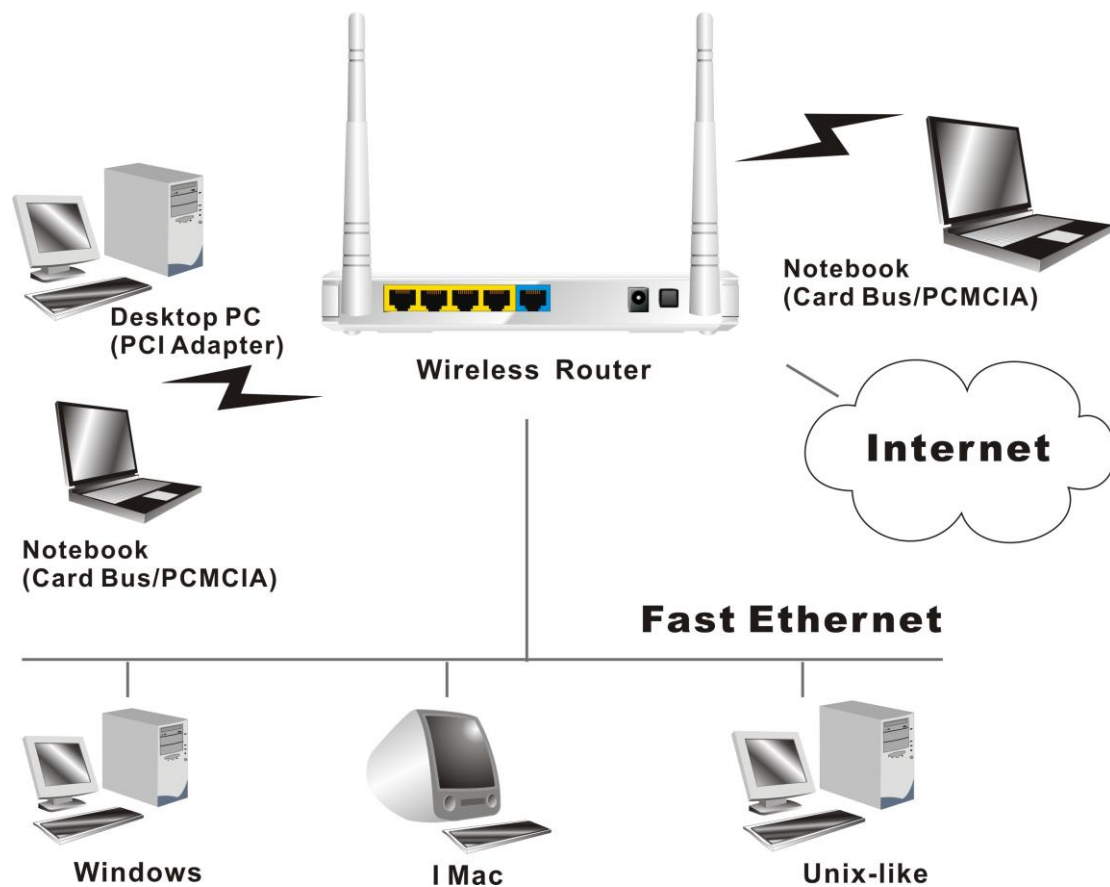 Desktop PC
(PCI Adapter)
Wireless Router
Notebook
(Card Bus/PCMCIA)
Internet
Notebook
(Card Bus/PCMCIA)
Fast Ethernet
Windows
I Mac
Unix-like